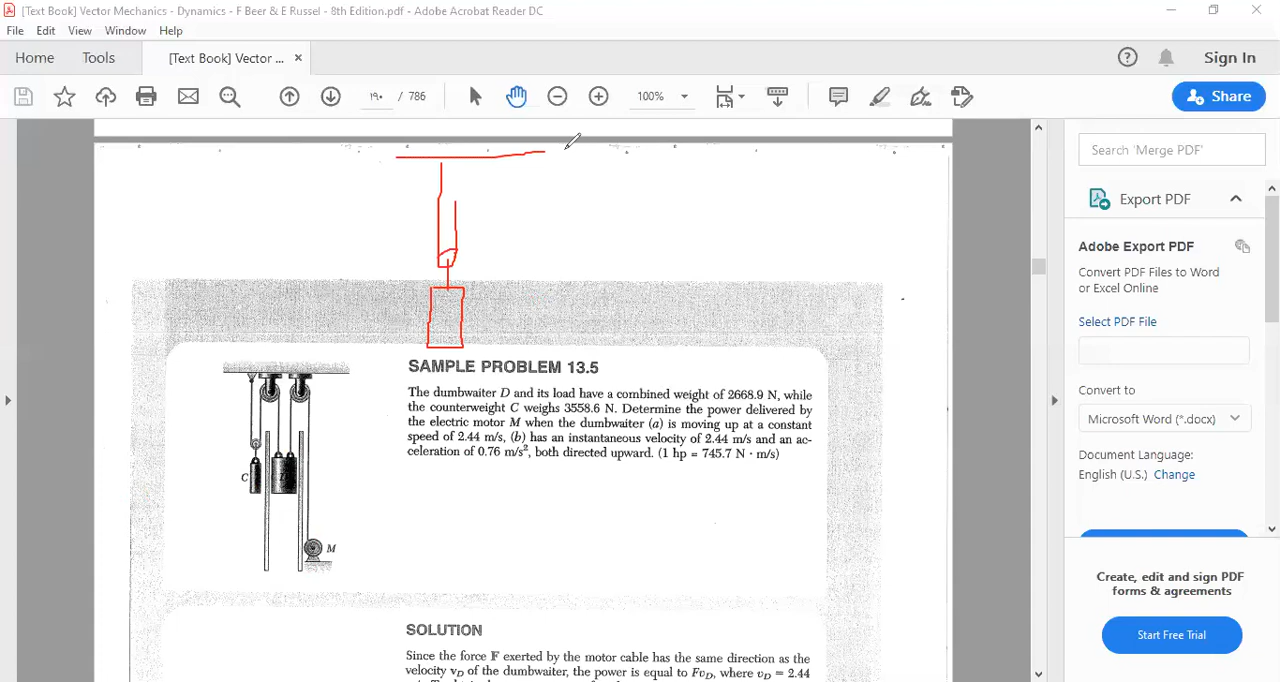 [Text Book] Vector Mechanics - Dynamics - F Beer & E Russel - 8th Edition.pdf - Adobe Acrobat Reader DC
File Edit View Window Help
Home Tools [Text Book] Vector ... × Sign In
١٩٠ / 786 100% Share
Search 'Merge PDF'
Export PDF
Adobe Export PDF
Convert PDF Files to Word
or Excel Online
Select PDF File
Convert to
Microsoft Word (*.docx)
Document Language:
English (U.S.) Change
Create, edit and sign PDF
forms & agreements
Start Free Trial
SAMPLE PROBLEM 13.5
The dumbwaiter D and its load have a combined weight of 2668.9 N, while
the counterweight C weighs 3558.6 N. Determine the power delivered by
the electric motor M when the dumbwaiter (a) is moving up at a constant
speed of 2.44 m/s, (b) has an instantaneous velocity of 2.44 m/s and an ac-
celeration of 0.76 m/s², both directed upward. (1 hp = 745.7 N · m/s)
C
D
M
SOLUTION
Since the force F exerted by the motor cable has the same direction as the
velocity vD of the dumbwaiter, the power is equal to FvD, where vD = 2.44